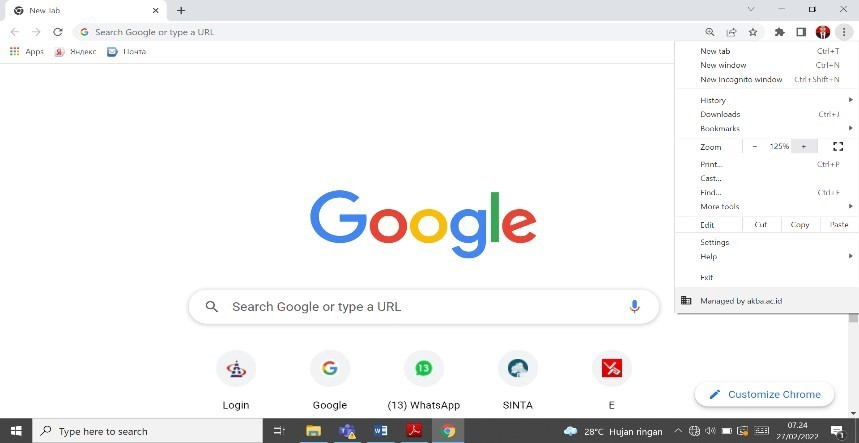 New Tab
Search Google or type a URL
Apps Яндекс Почта
New tab Ctrl+T
New window Ctrl+N
New Incognito window Ctrl+Shift+N
History
Downloads Ctrl+J
Bookmarks
Zoom - 125% +
Print... Ctrl+P
Cast...
Find... Ctrl+F
More tools
Edit Cut Copy Paste
Settings
Help
Exit
Managed by akba.ac.id
Google
Search Google or type a URL
13
Login Google (13) WhatsApp SINTA E
Customize Chrome
Type here to search
28°C Hujan ringan
07.24
27/02/2022